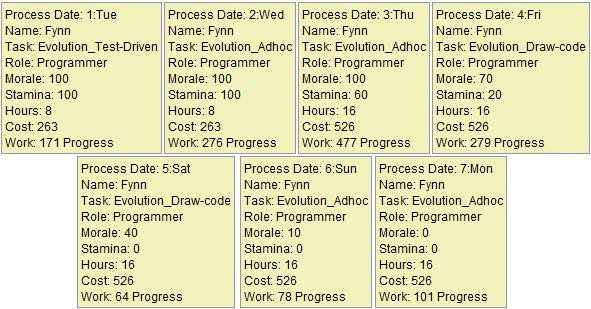 Process Date: 1:Tue
Name: Fynn
Task: Evolution_Test-Driven
Role: Programmer
Morale: 100
Stamina: 100
Hours: 8
Cost: 263
Work: 171 Progress
Process Date: 2:Wed
Name: Fynn
Task: Evolution_Adhoc
Role: Programmer
Morale: 100
Stamina: 100
Hours: 8
Cost: 263
Work: 276 Progress
Process Date: 3:Thu
Name: Fynn
Task: Evolution_Adhoc
Role: Programmer
Morale: 100
Stamina: 60
Hours: 16
Cost: 526
Work: 477 Progress
Process Date: 4:Fri
Name: Fynn
Task: Evolution_Draw-code
Role: Programmer
Morale: 70
Stamina: 20
Hours: 16
Cost: 526
Work: 279 Progress
Process Date: 5:Sat
Name: Fynn
Task: Evolution_Draw-code
Role: Programmer
Morale: 40
Stamina: 0
Hours: 16
Cost: 526
Work: 64 Progress
Process Date: 6:Sun
Name: Fynn
Task: Evolution_Adhoc
Role: Programmer
Morale: 10
Stamina: 0
Hours: 16
Cost: 526
Work: 78 Progress
Process Date: 7:Mon
Name: Fynn
Task: Evolution_Adhoc
Role: Programmer
Morale: 0
Stamina: 0
Hours: 16
Cost: 526
Work: 101 Progress